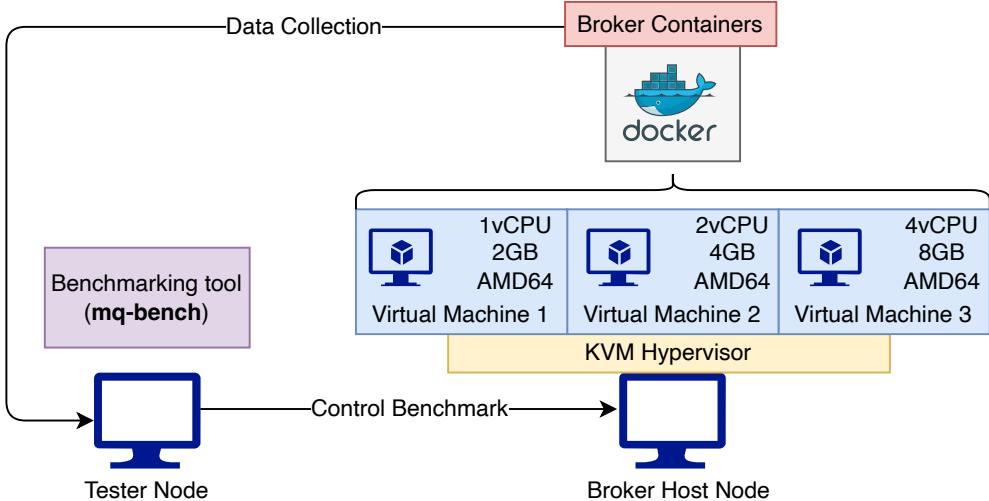 Data Collection
Broker Containers
docker
1vCPU
2GB
AMD64
Virtual Machine 1
2vCPU
4GB
AMD64
Virtual Machine 2
4vCPU
8GB
AMD64
Virtual Machine 3
KVM Hypervisor
Benchmarking tool
(mq-bench)
Control Benchmark
Tester Node
Broker Host Node